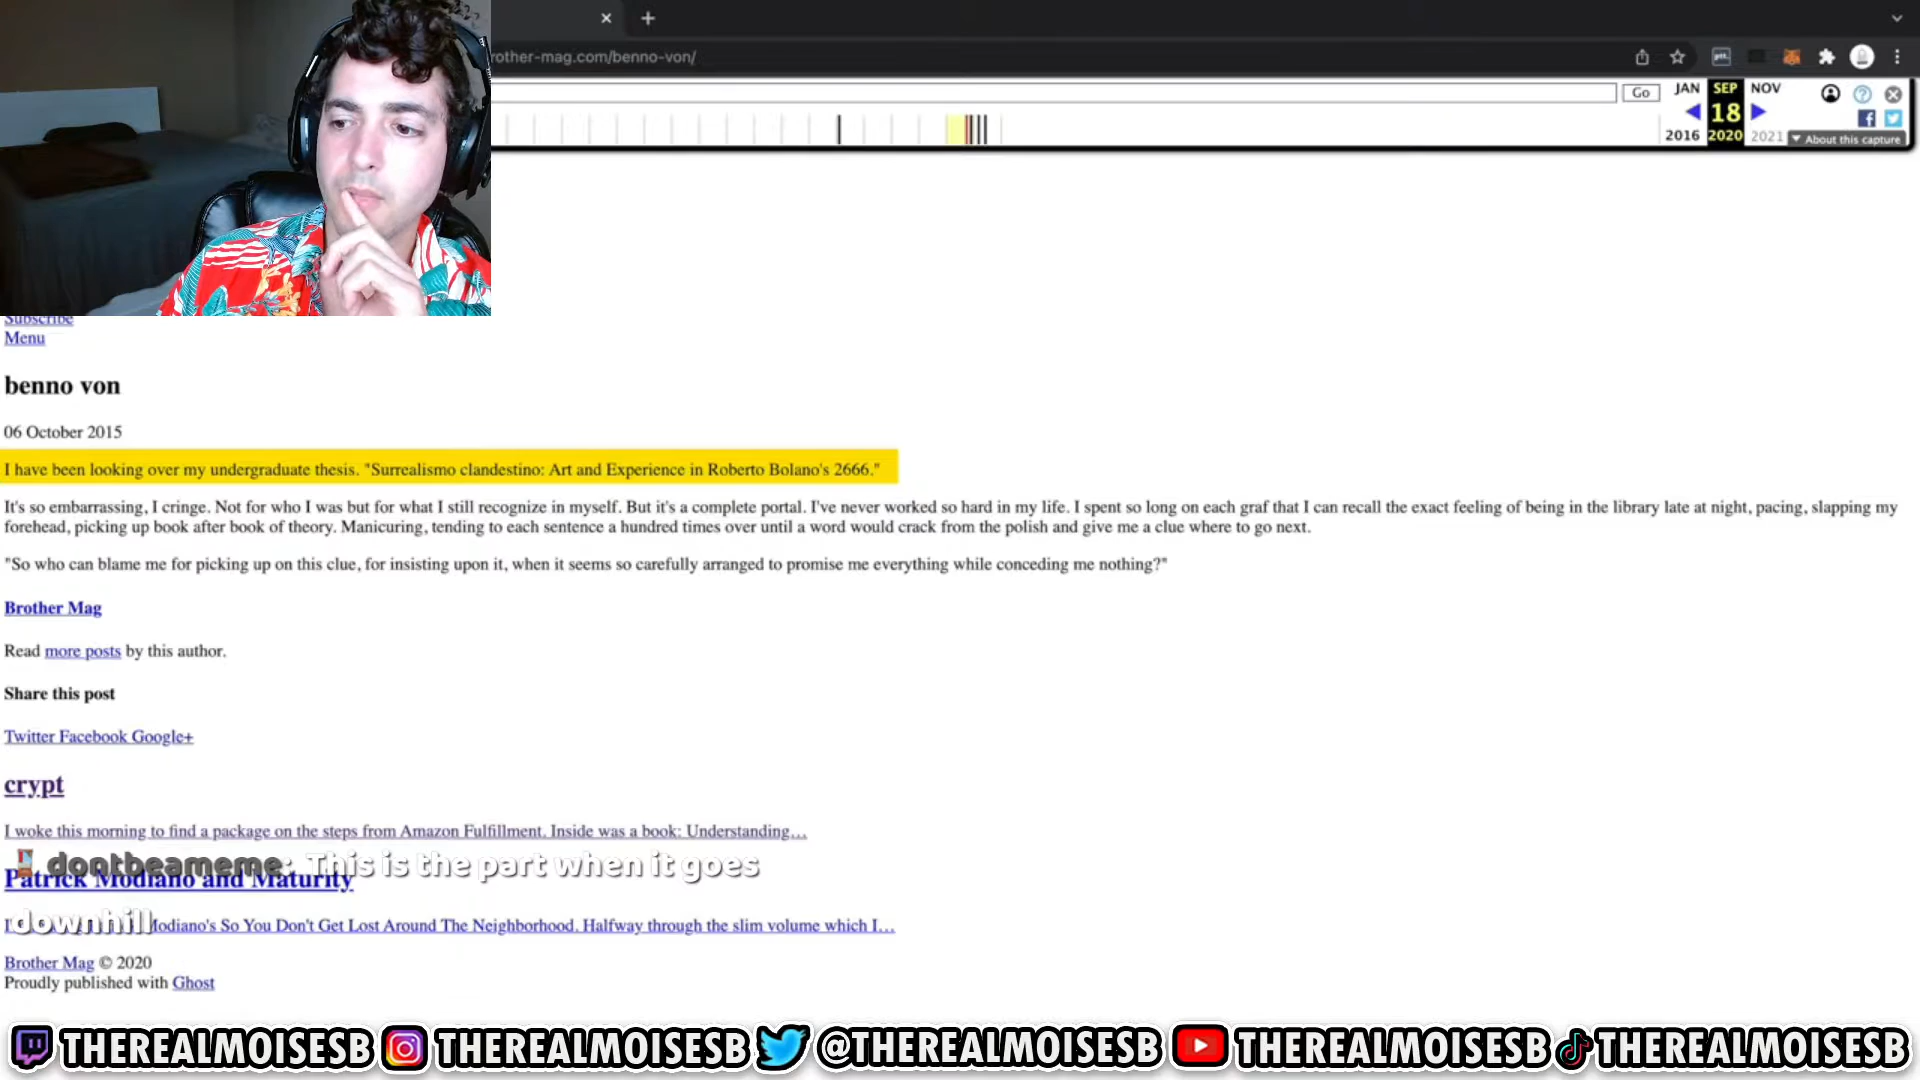 rother-mag.com/benno-von/
Go
JAN SEP NOV
18
2016 2020 2021
About this capture
Subscribe
Menu
benno von
06 October 2015
I have been looking over my undergraduate thesis. "Surrealismo clandestino: Art and Experience in Roberto Bolano's 2666."
It's so embarrassing, I cringe. Not for who I was but for what I still recognize in myself. But it's a complete portal. I've never worked so hard in my life. I spent so long on each graf that I can recall the exact feeling of being in the library late at night, pacing, slapping my
forehead, picking up book after book of theory. Manicuring, tending to each sentence a hundred times over until a word would crack from the polish and give me a clue where to go next.
"So who can blame me for picking up on this clue, for insisting upon it, when it seems so carefully arranged to promise me everything while conceding me nothing?"
Brother Mag
Read more posts by this author.
Share this post
Twitter Facebook Google+
crypt
I woke this morning to find a package on the steps from Amazon Fulfillment. Inside was a book: Understanding...
dontbeameme: This is the part when it goes
Patrick Modiano and Maturity
downhill
Modiano's So You Don't Get Lost Around The Neighborhood. Halfway through the slim volume which I...
Brother Mag © 2020
Proudly published with Ghost
THEREALMOISESB THEREALMOISESB @THEREALMOISESB THEREALMOISESB THEREALMOISESB